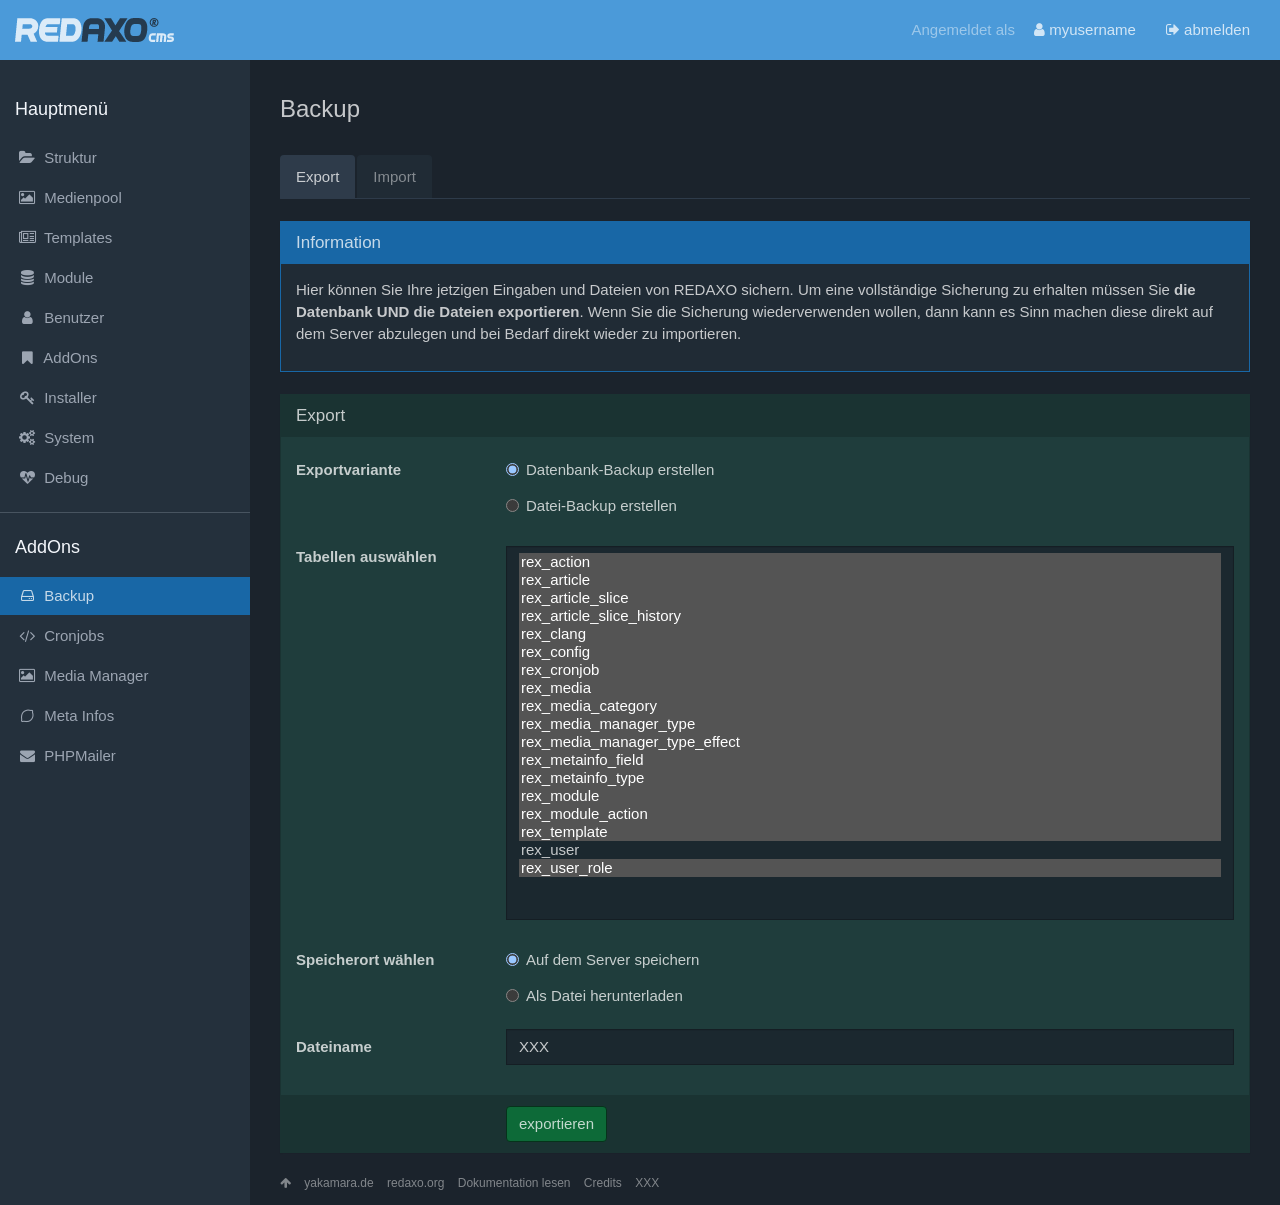 REDAXO® cms
Angemeldet als myusername abmelden
Hauptmenü
Struktur
Medienpool
Templates
Module
Benutzer
AddOns
Installer
System
Debug
AddOns
Backup
Cronjobs
Media Manager
Meta Infos
PHPMailer
Backup
Export Import
Information
Hier können Sie Ihre jetzigen Eingaben und Dateien von REDAXO sichern. Um eine vollständige Sicherung zu erhalten müssen Sie die
Datenbank UND die Dateien exportieren. Wenn Sie die Sicherung wiederverwenden wollen, dann kann es Sinn machen diese direkt auf
dem Server abzulegen und bei Bedarf direkt wieder zu importieren.
Export
Exportvariante
Datenbank-Backup erstellen
Datei-Backup erstellen
Tabellen auswählen
rex_action
rex_article
rex_article_slice
rex_article_slice_history
rex_clang
rex_config
rex_cronjob
rex_media
rex_media_category
rex_media_manager_type
rex_media_manager_type_effect
rex_metainfo_field
rex_metainfo_type
rex_module
rex_module_action
rex_template
rex_user
rex_user_role
Speicherort wählen
Auf dem Server speichern
Als Datei herunterladen
Dateiname
XXX
exportieren
yakamara.de redaxo.org Dokumentation lesen Credits XXX